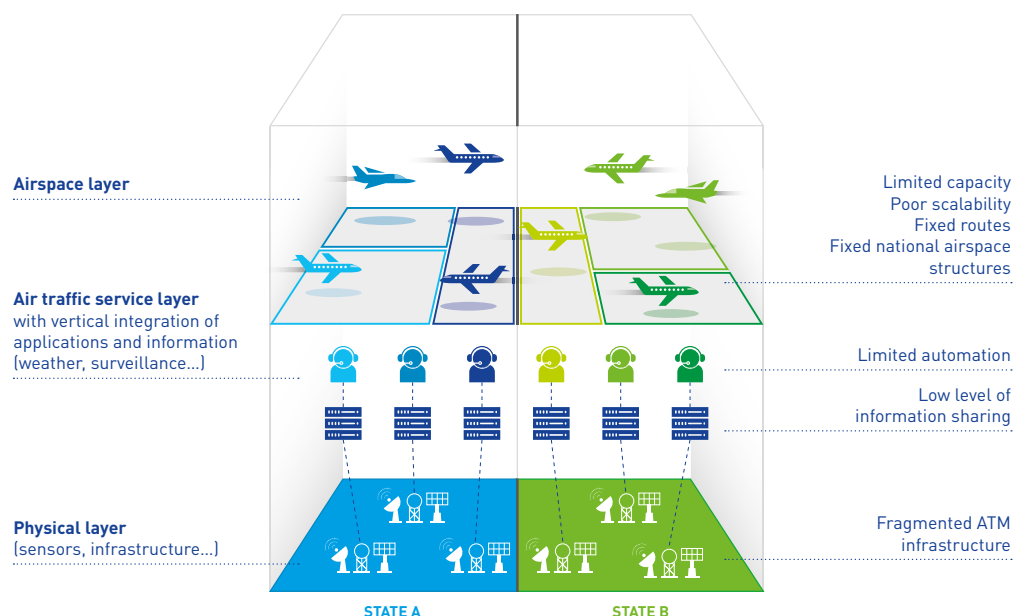 Airspace layer
Air traffic service layer
with vertical integration of
applications and information
(weather, surveillance...)
Physical layer
(sensors, infrastructure...)
Limited capacity
Poor scalability
Fixed routes
Fixed national airspace
structures
Limited automation
Low level of
information sharing
Fragmented ATM
infrastructure
STATE A
STATE B